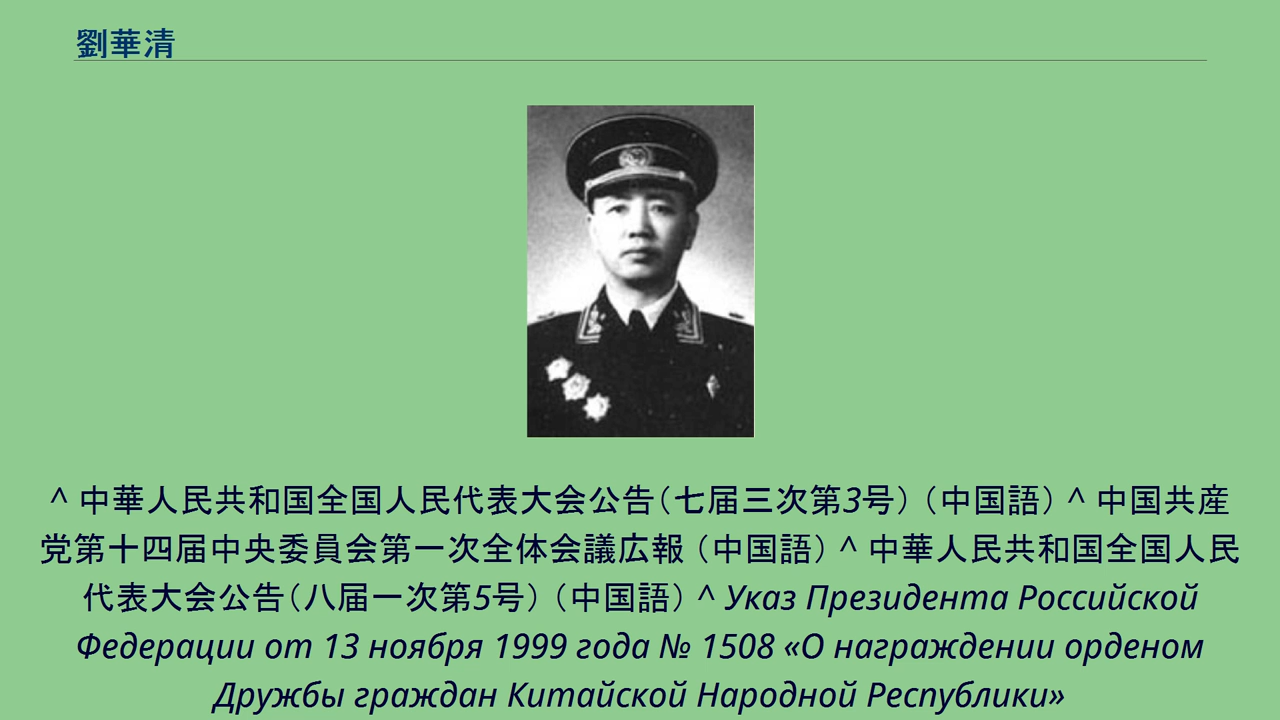 劉華清
^ 中華人民共和国全国人民代表大会公告（七届三次第3号）（中国語） ^ 中国共産
党第十四届中央委員会第一次全体会議広報 （中国語） ^ 中華人民共和国全国人民
代表大会公告（八届一次第5号）（中国語） ^ Указ Президента Российской
Федерации от 13 ноября 1999 года № 1508 «О награждении орденом
Дружбы граждан Китайской Народной Республики»